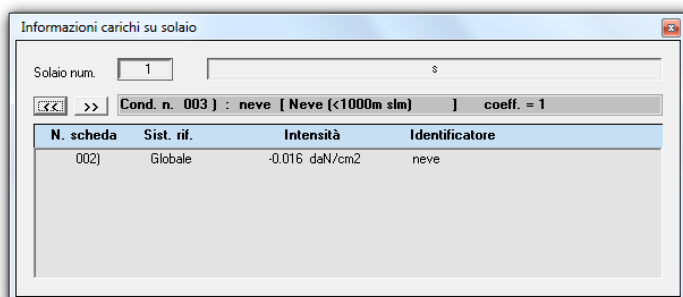 Informazioni carichi su solaio
Solaio num. 1 s
<< >> Cond. n. 003 ) : neve [ Neve (<1000m slm) ] coeff. = 1
N. scheda Sist. rif. Intensità Identificatore
002) Globale -0.016 daN/cm2 neve